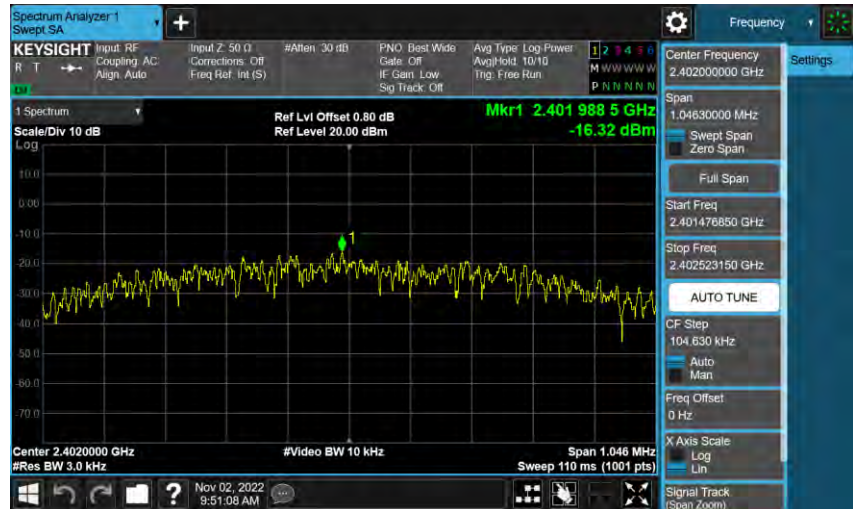 Spectrum Analyzer 1
Swept SA
+
Frequency
KEYSIGHT
R T
Input: RF
Coupling: AC
Align: Auto
Input Z: 50 Ω
Corrections: Off
Freq Ref: Int (S)
#Atten: 30 dB
PNO: Best Wide
Gate: Off
IF Gain: Low
Sig Track: Off
Avg Type: Log-Power
Avg|Hold: 10/10
Trig: Free Run
1 2 3 4 5 6
M W W W W W
P N N N N N
1 Spectrum
Scale/Div 10 dB
Ref Lvl Offset 0.80 dB
Ref Level 20.00 dBm
Mkr1 2.401 988 5 GHz
-16.32 dBm
Log
10.0
0.00
-10.0
-20.0
-30.0
-40.0
-50.0
-60.0
-70.0
1
Center 2.4020000 GHz
#Res BW 3.0 kHz
#Video BW 10 kHz
Span 1.046 MHz
Sweep 110 ms (1001 pts)
Nov 02, 2022
9:51:08 AM
?
Center Frequency
2.402000000 GHz
Settings
Span
1.04630000 MHz
Swept Span
Zero Span
Full Span
Start Freq
2.401476850 GHz
Stop Freq
2.402523150 GHz
AUTO TUNE
CF Step
104.630 kHz
Auto
Man
Freq Offset
0 Hz
X Axis Scale
Log
Lin
Signal Track
(Span Zoom)